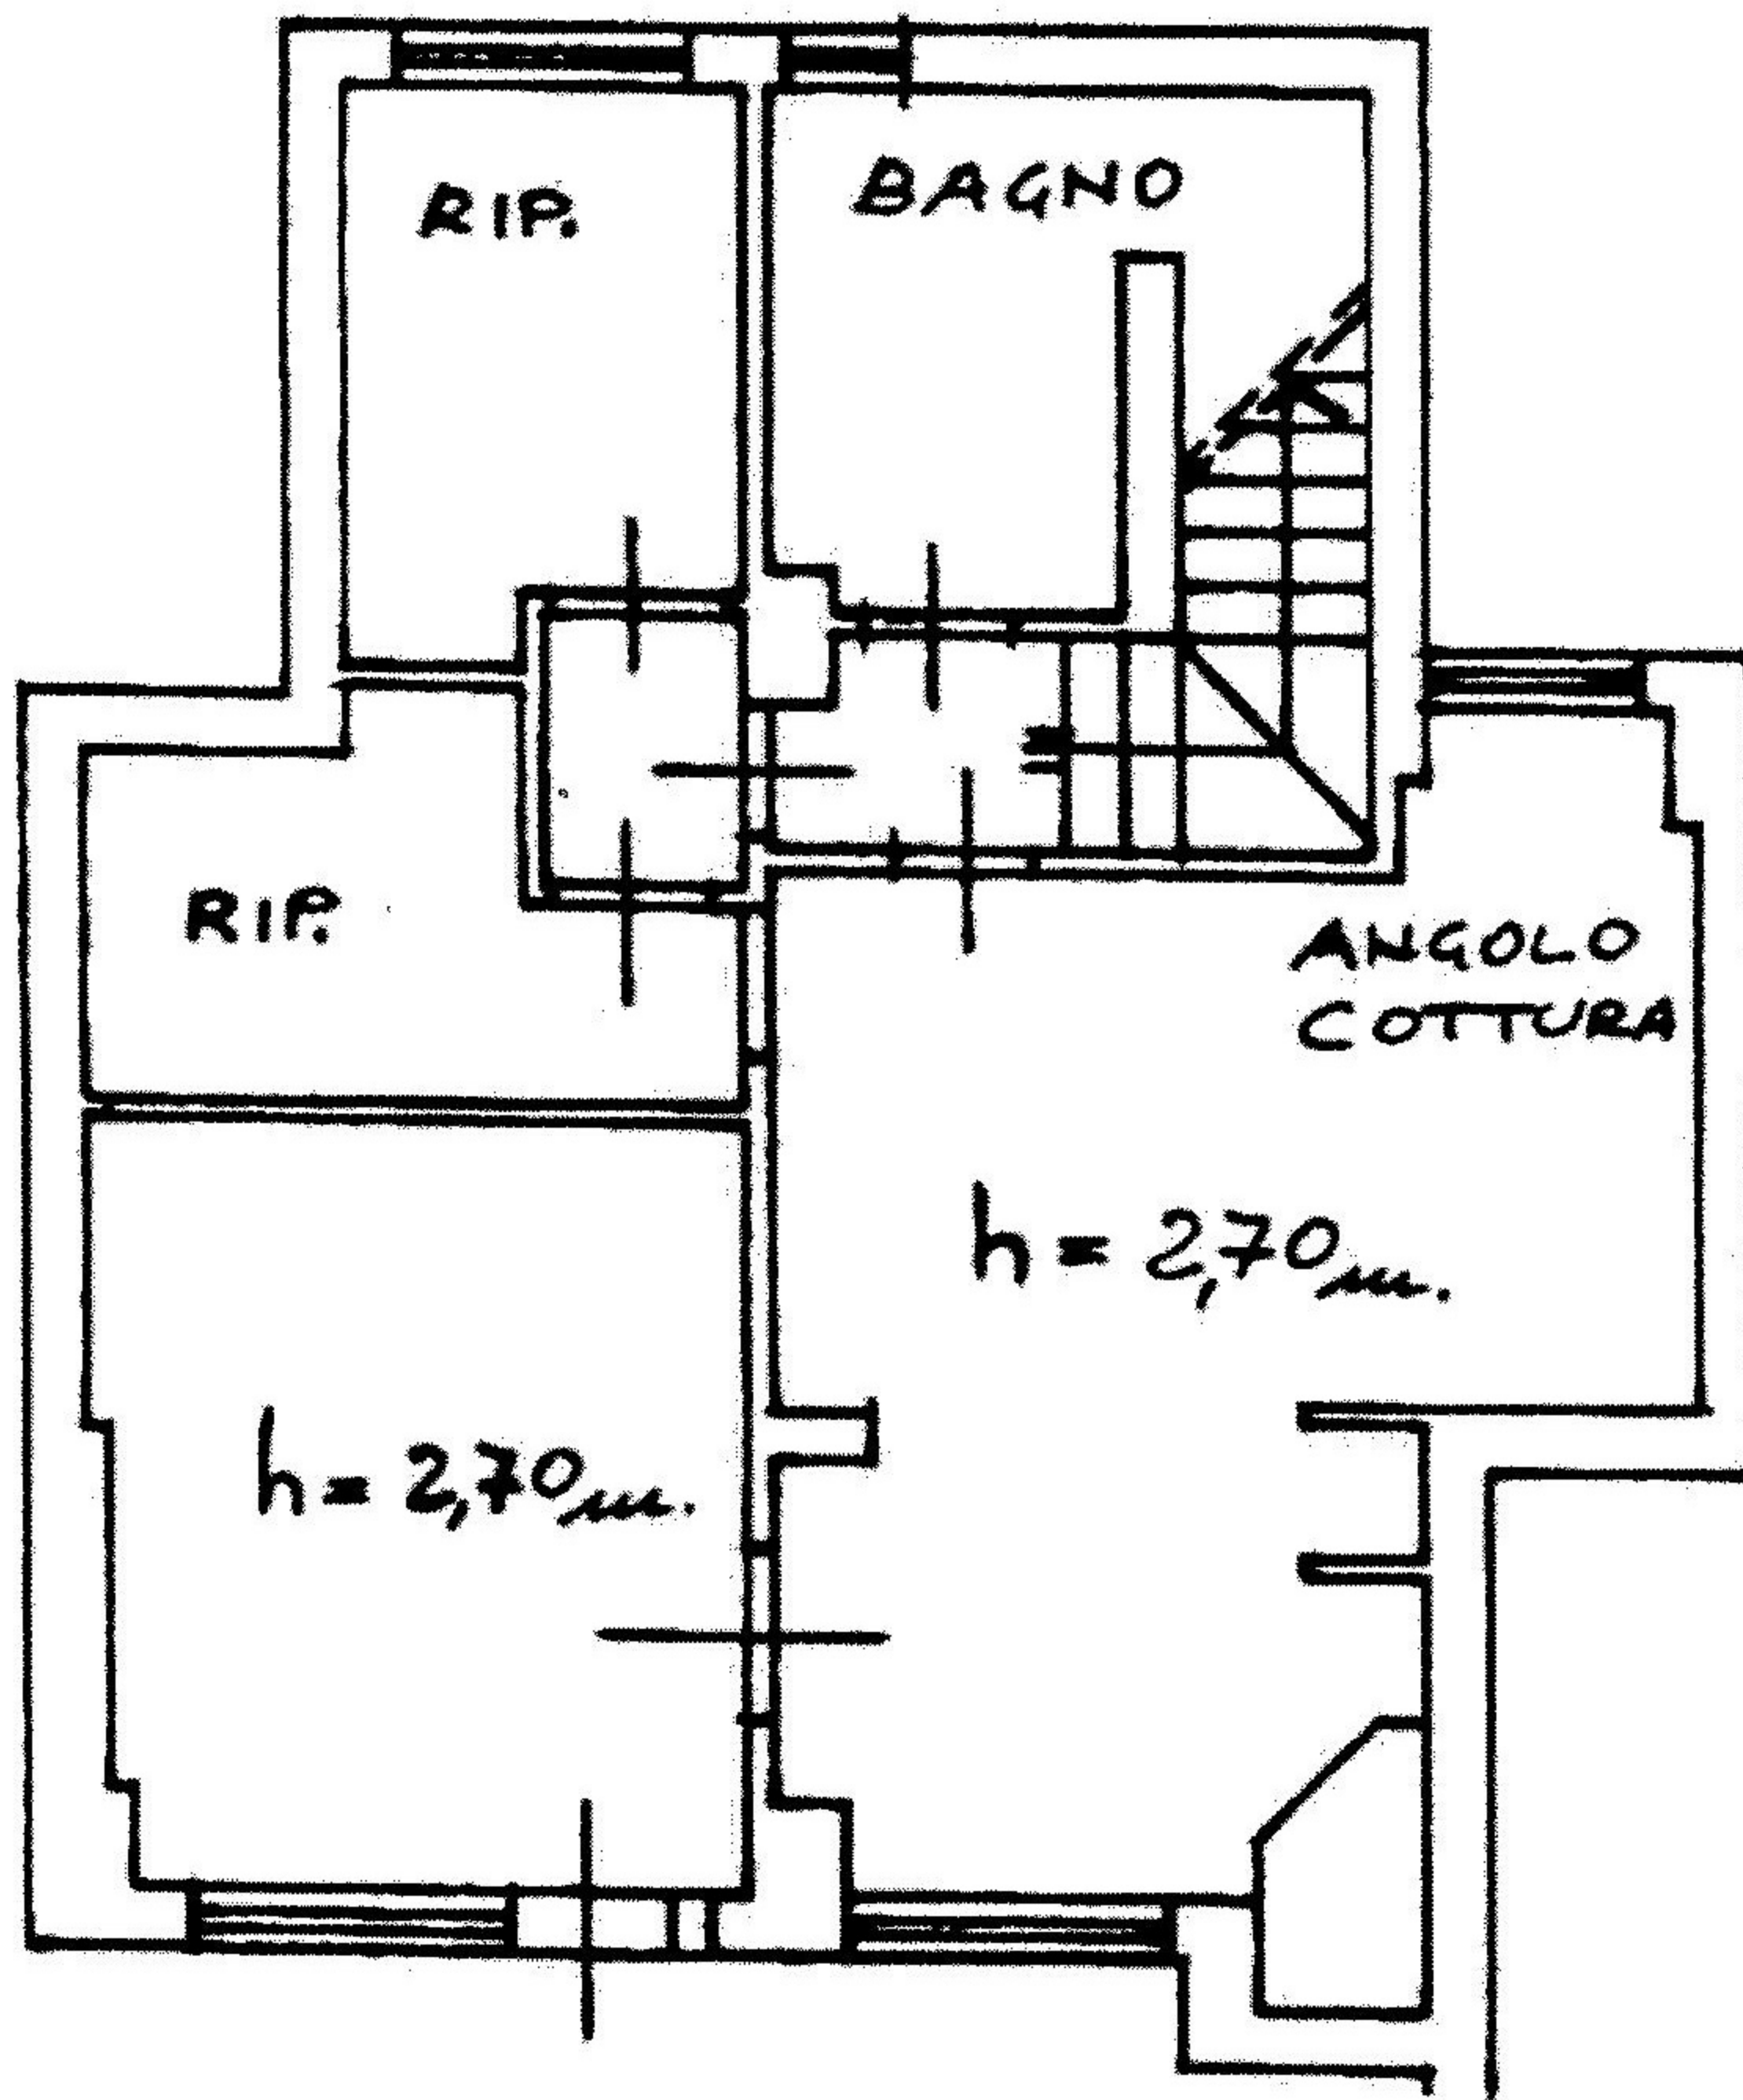 RIP.
BAGNO
RIP.
ANGOLO
COTTURA
h = 2,70 m.
h = 2,70 m.